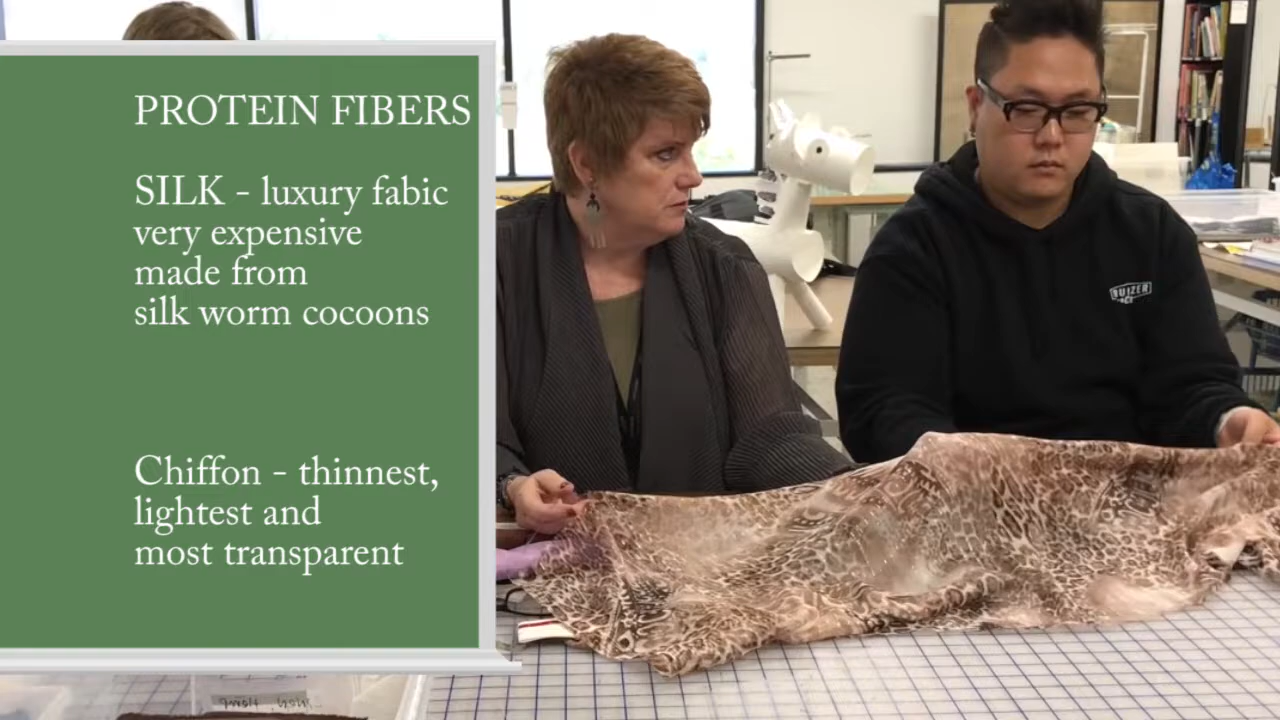 PROTEIN FIBERS
SILK - luxury fabic
very expensive
made from
silk worm cocoons
Chiffon - thinnest,
lightest and
most transparent
BUIZER